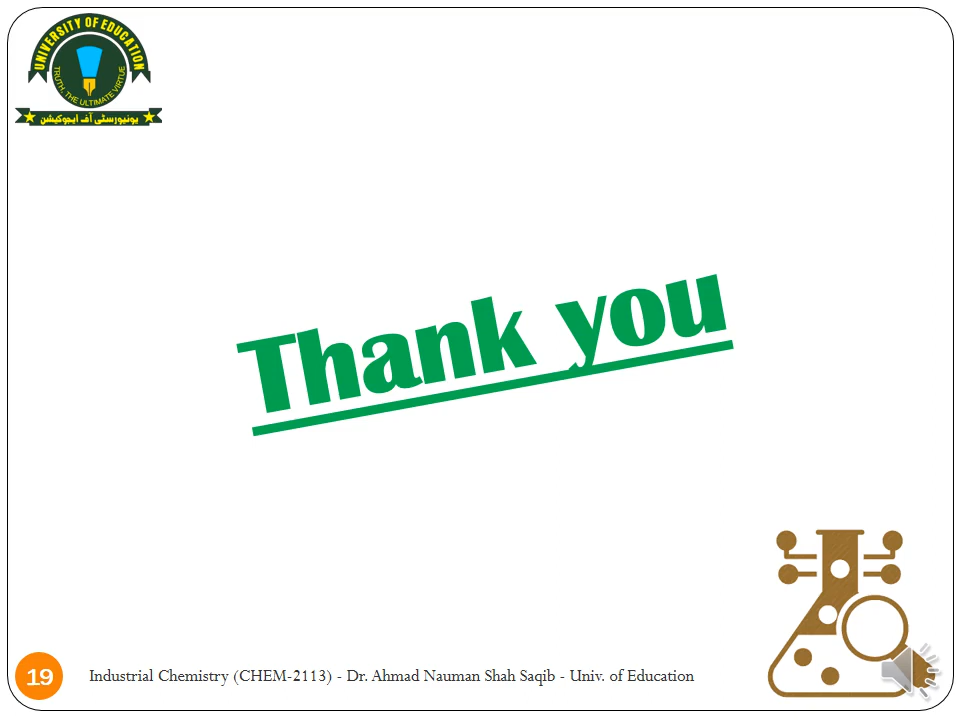 UNIVERSITY OF EDUCATION
TRUTH, THE ULTIMATE VIRTUE
یونیورسٹی آف ایجوکیشن
Thank you
19
Industrial Chemistry (CHEM-2113) - Dr. Ahmad Nauman Shah Saqib - Univ. of Education